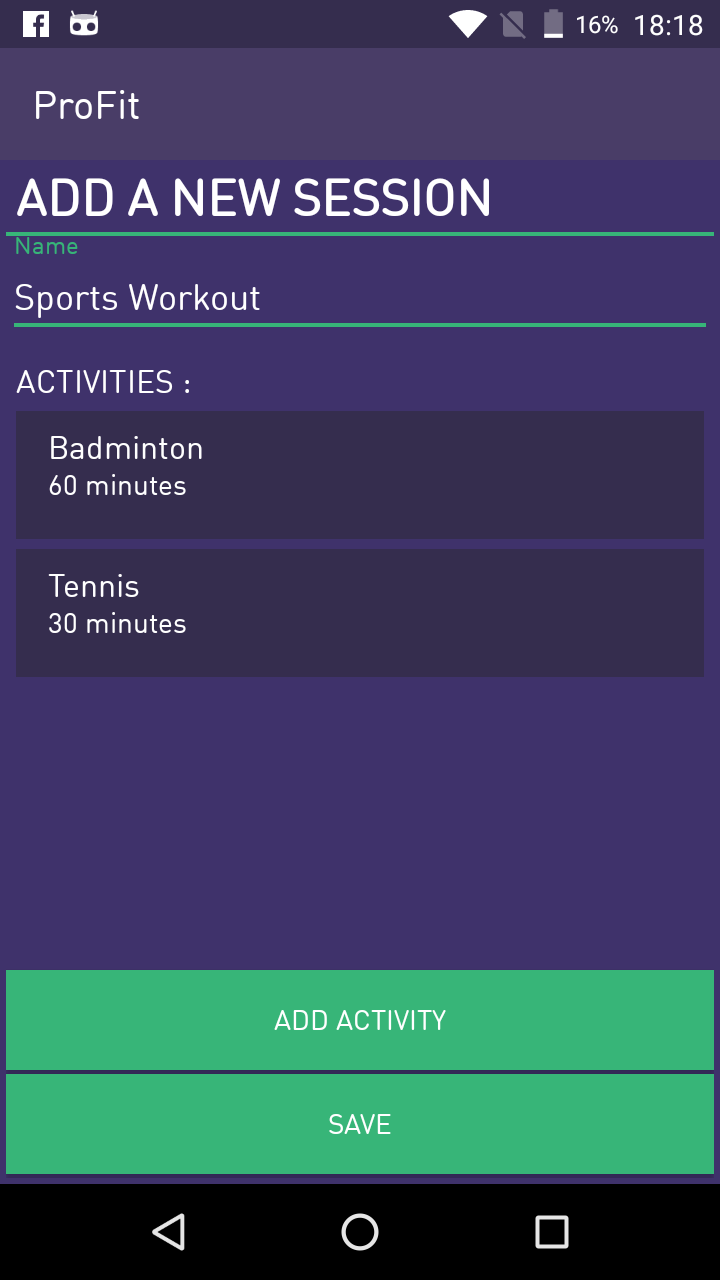 16% 18:18
ProFit
ADD A NEW SESSION
Name
Sports Workout
ACTIVITIES :
Badminton
60 minutes
Tennis
30 minutes
ADD ACTIVITY
SAVE